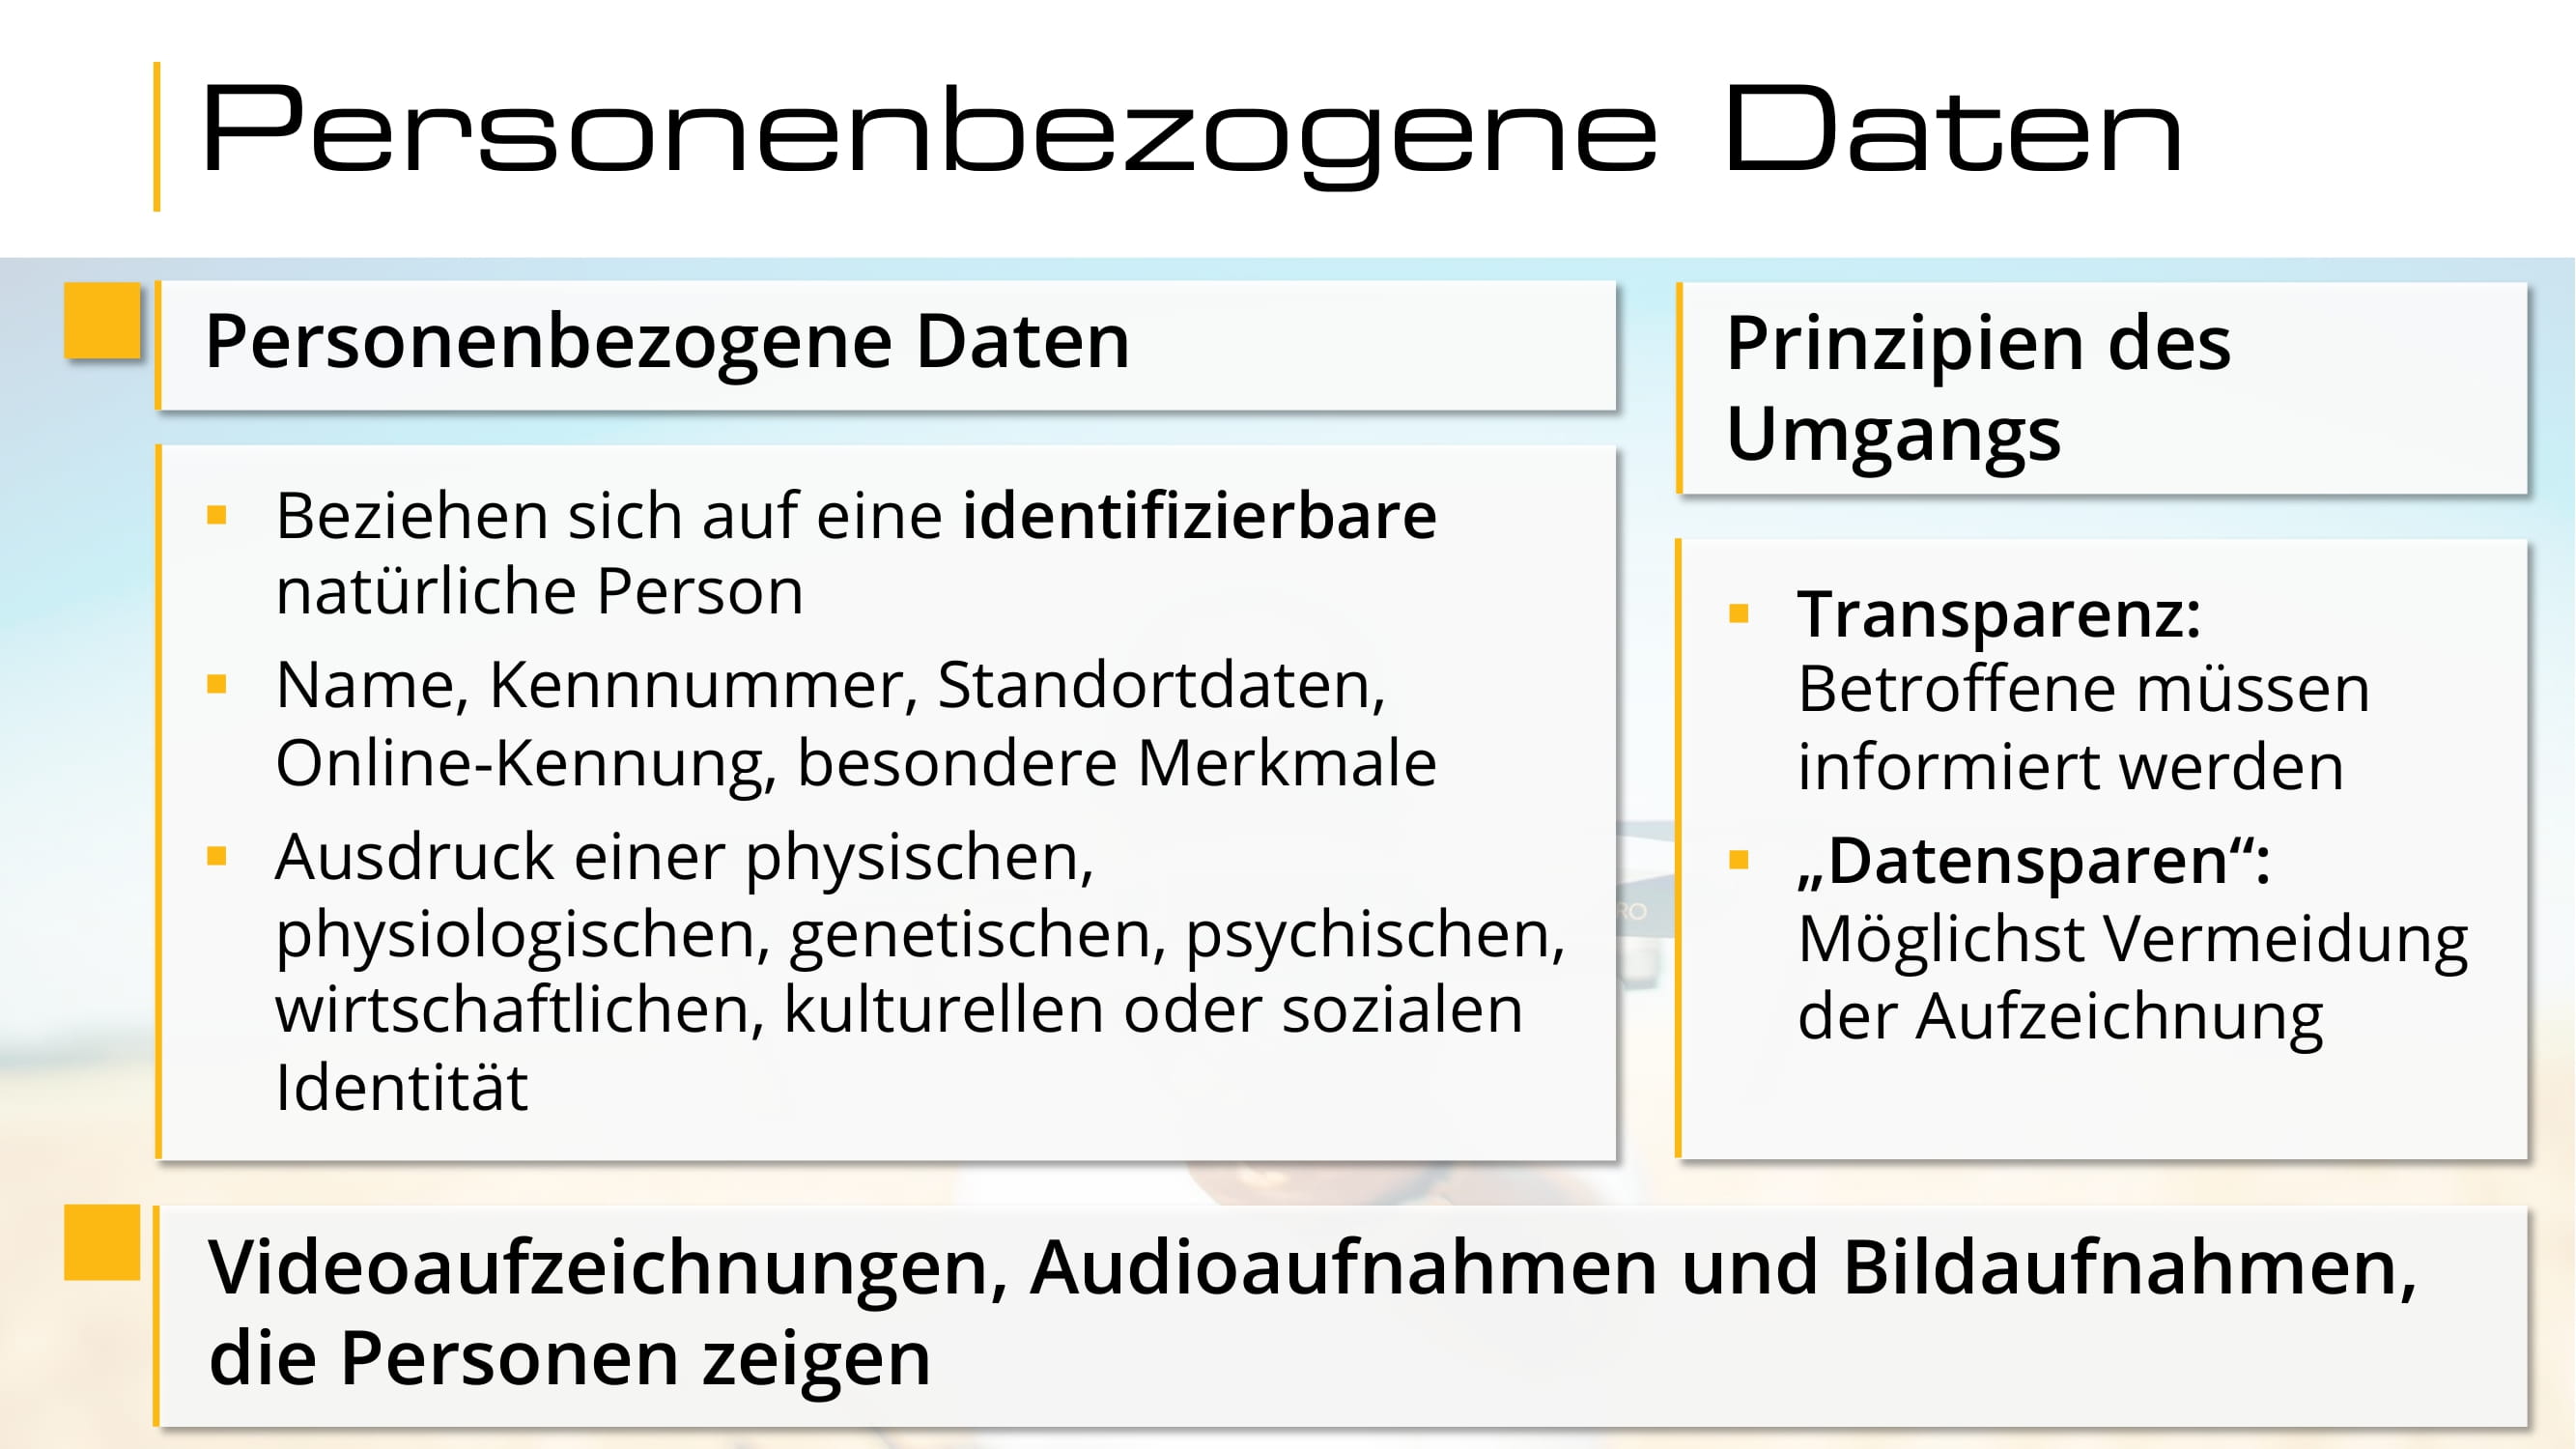 Personenbezogene Daten
Personenbezogene Daten
Beziehen sich auf eine identifizierbare
natürliche Person
Name, Kennnummer, Standortdaten,
Online-Kennung, besondere Merkmale
Ausdruck einer physischen,
physiologischen, genetischen, psychischen,
wirtschaftlichen, kulturellen oder sozialen
Identität
Prinzipien des
Umgangs
Transparenz:
Betroffene müssen
informiert werden
„Datensparen“:
Möglichst Vermeidung
der Aufzeichnung
Videoaufzeichnungen, Audioaufnahmen und Bildaufnahmen,
die Personen zeigen